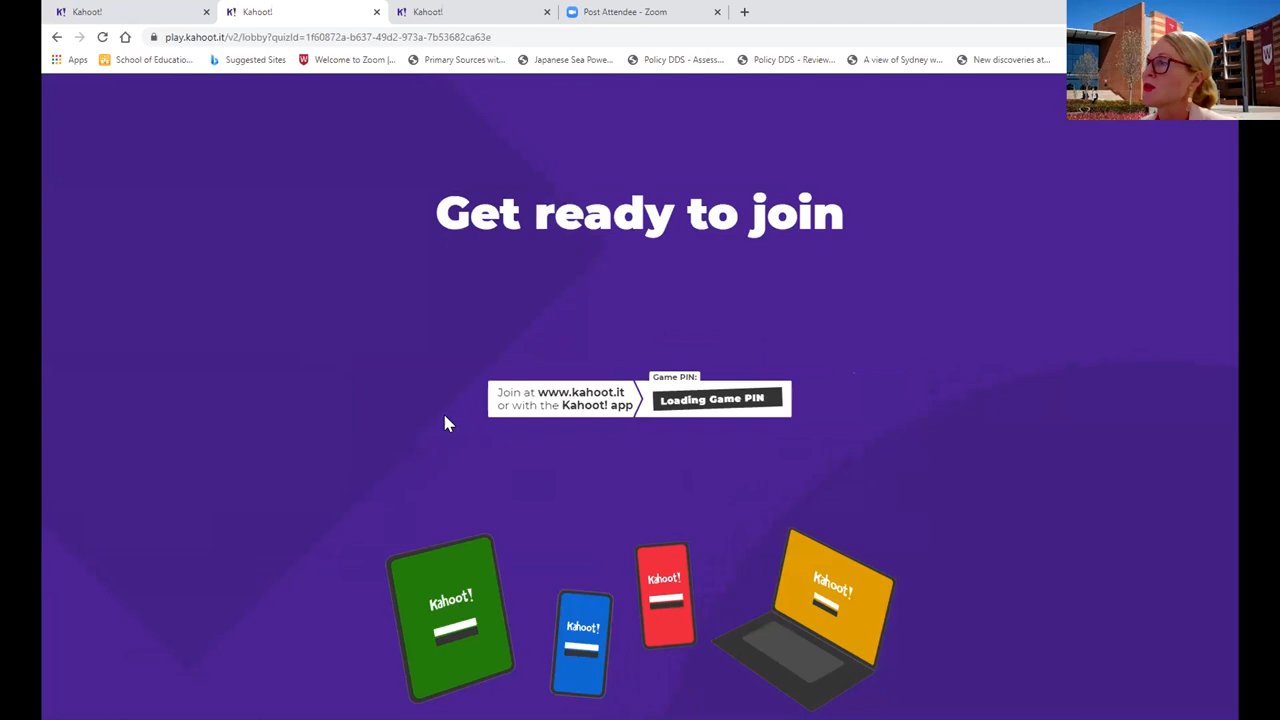 K! Kahoot!
K! Kahoot!
K! Kahoot!
Post Attendee - Zoom
play.kahoot.it/v2/lobby?quizId=1f60872a-b637-49d2-973a-7b53682ca63e
Apps
School of Educatio...
Suggested Sites
Welcome to Zoom |...
Primary Sources wit...
Japanese Sea Powe...
Policy DDS - Assess...
Policy DDS - Review...
A view of Sydney w...
New discoveries at...
W
Get ready to join
Game PIN:
Join at www.kahoot.it
or with the Kahoot! app
Loading Game PIN
Kahoot!
Kahoot!
Kahoot!
Kahoot!